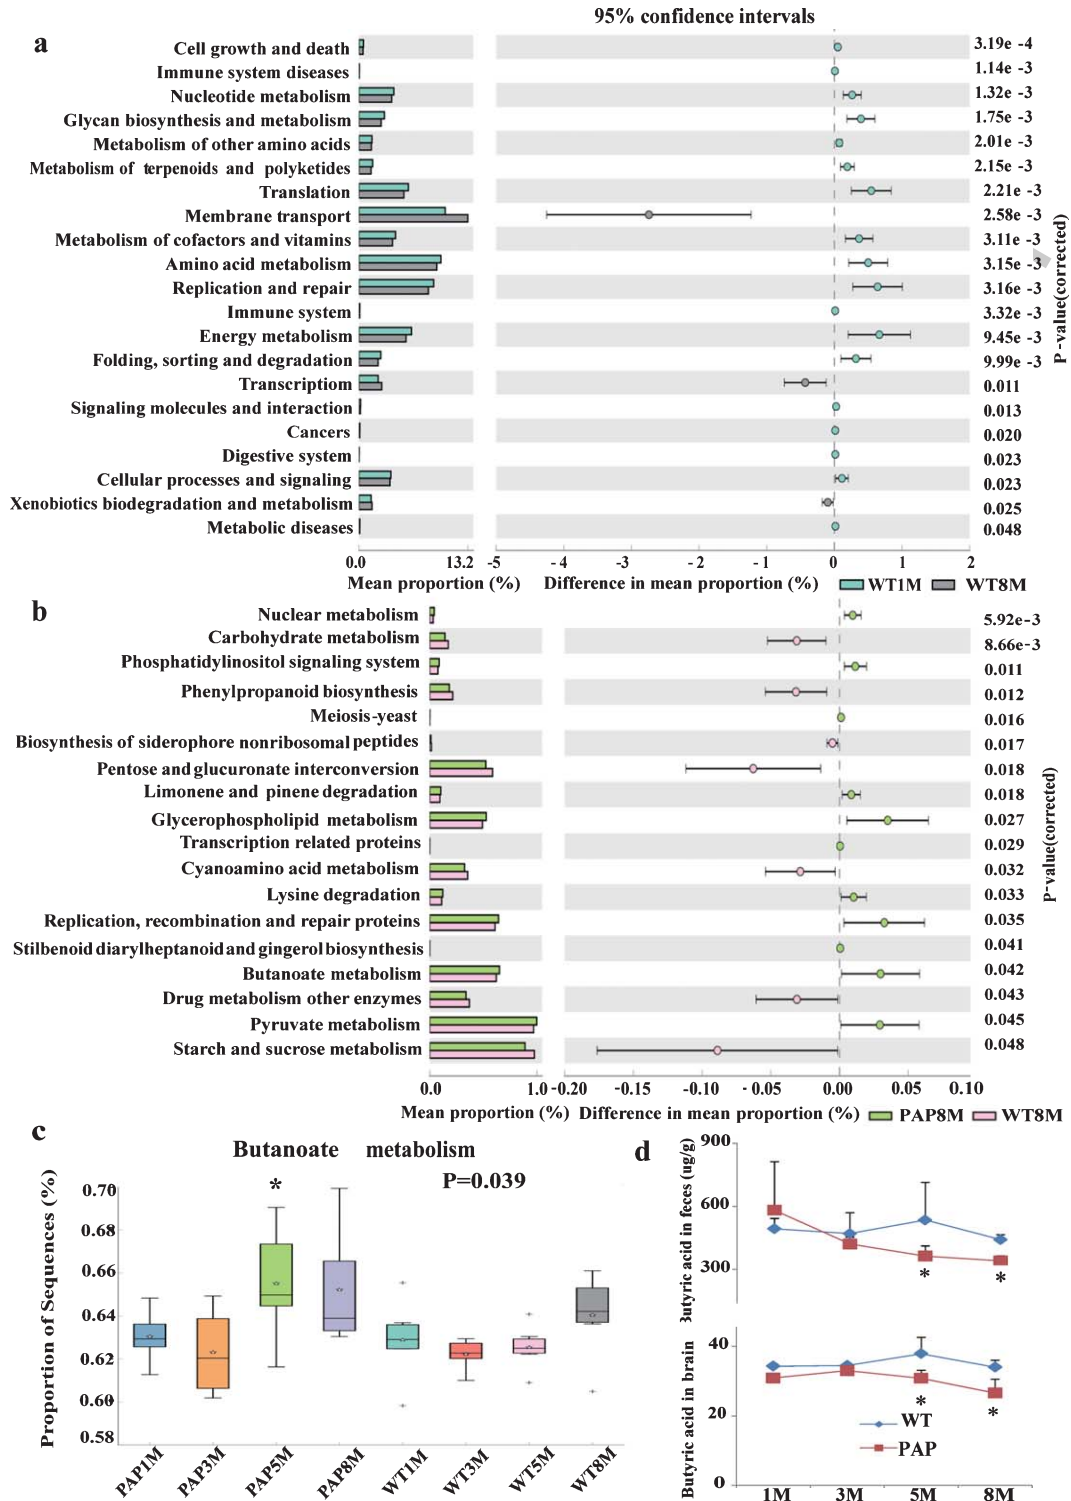 95% confidence intervals
a
Cell growth and death 3.19e -4
Immune system diseases 1.14e -3
Nucleotide metabolism 1.32e -3
Glycan biosynthesis and metabolism 1.75e -3
Metabolism of other amino acids 2.01e -3
Metabolism of terpenoids and polyketides 2.15e -3
Translation 2.21e -3
Membrane transport 2.58e -3
Metabolism of cofactors and vitamins 3.11e -3
Amino acid metabolism 3.15e -3
Replication and repair 3.16e -3
Immune system 3.32e -3
Energy metabolism 9.45e -3
Folding, sorting and degradation 9.99e -3
Transcriptiom 0.011
Signaling molecules and interaction 0.013
Cancers 0.020
Digestive system 0.023
Cellular processes and signaling 0.023
Xenobiotics biodegradation and metabolism 0.025
Metabolic diseases 0.048
P-value(corrected)
0.0 13.2 -5 -4 -3 -2 -1 0 1 2
Mean proportion (%) Difference in mean proportion (%) WT1M WT8M
b
Nuclear metabolism 5.92e-3
Carbohydrate metabolism 8.66e-3
Phosphatidylinositol signaling system 0.011
Phenylpropanoid biosynthesis 0.012
Meiosis-yeast 0.016
Biosynthesis of siderophore nonribosomal peptides 0.017
Pentose and glucuronate interconversion 0.018
Limonene and pinene degradation 0.018
Glycerophospholipid metabolism 0.027
Transcription related proteins 0.029
Cyanoamino acid metabolism 0.032
Lysine degradation 0.033
Replication, recombination and repair proteins 0.035
Stilbenoid diarylheptanoid and gingerol biosynthesis 0.041
Butanoate metabolism 0.042
Drug metabolism other enzymes 0.043
Pyruvate metabolism 0.045
Starch and sucrose metabolism 0.048
P-value(corrected)
0.0 1.0 -0.20 -0.15 -0.10 -0.05 0.00 0.05 0.10
Mean proportion (%) Difference in mean proportion (%) PAP8M WT8M
c
Butanoate metabolism
P=0.039
*
Proportion of Sequences (%)
0.70
0.68
0.66
0.64
0.62
0.60
0.58
PAP1M PAP3M PAP5M PAP8M WT1M WT3M WT5M WT8M
d
Butyric acid in feces (ug/g)
900
600
300
* *
Butyric acid in brain
40
20
0
* *
WT
PAP
1M 3M 5M 8M